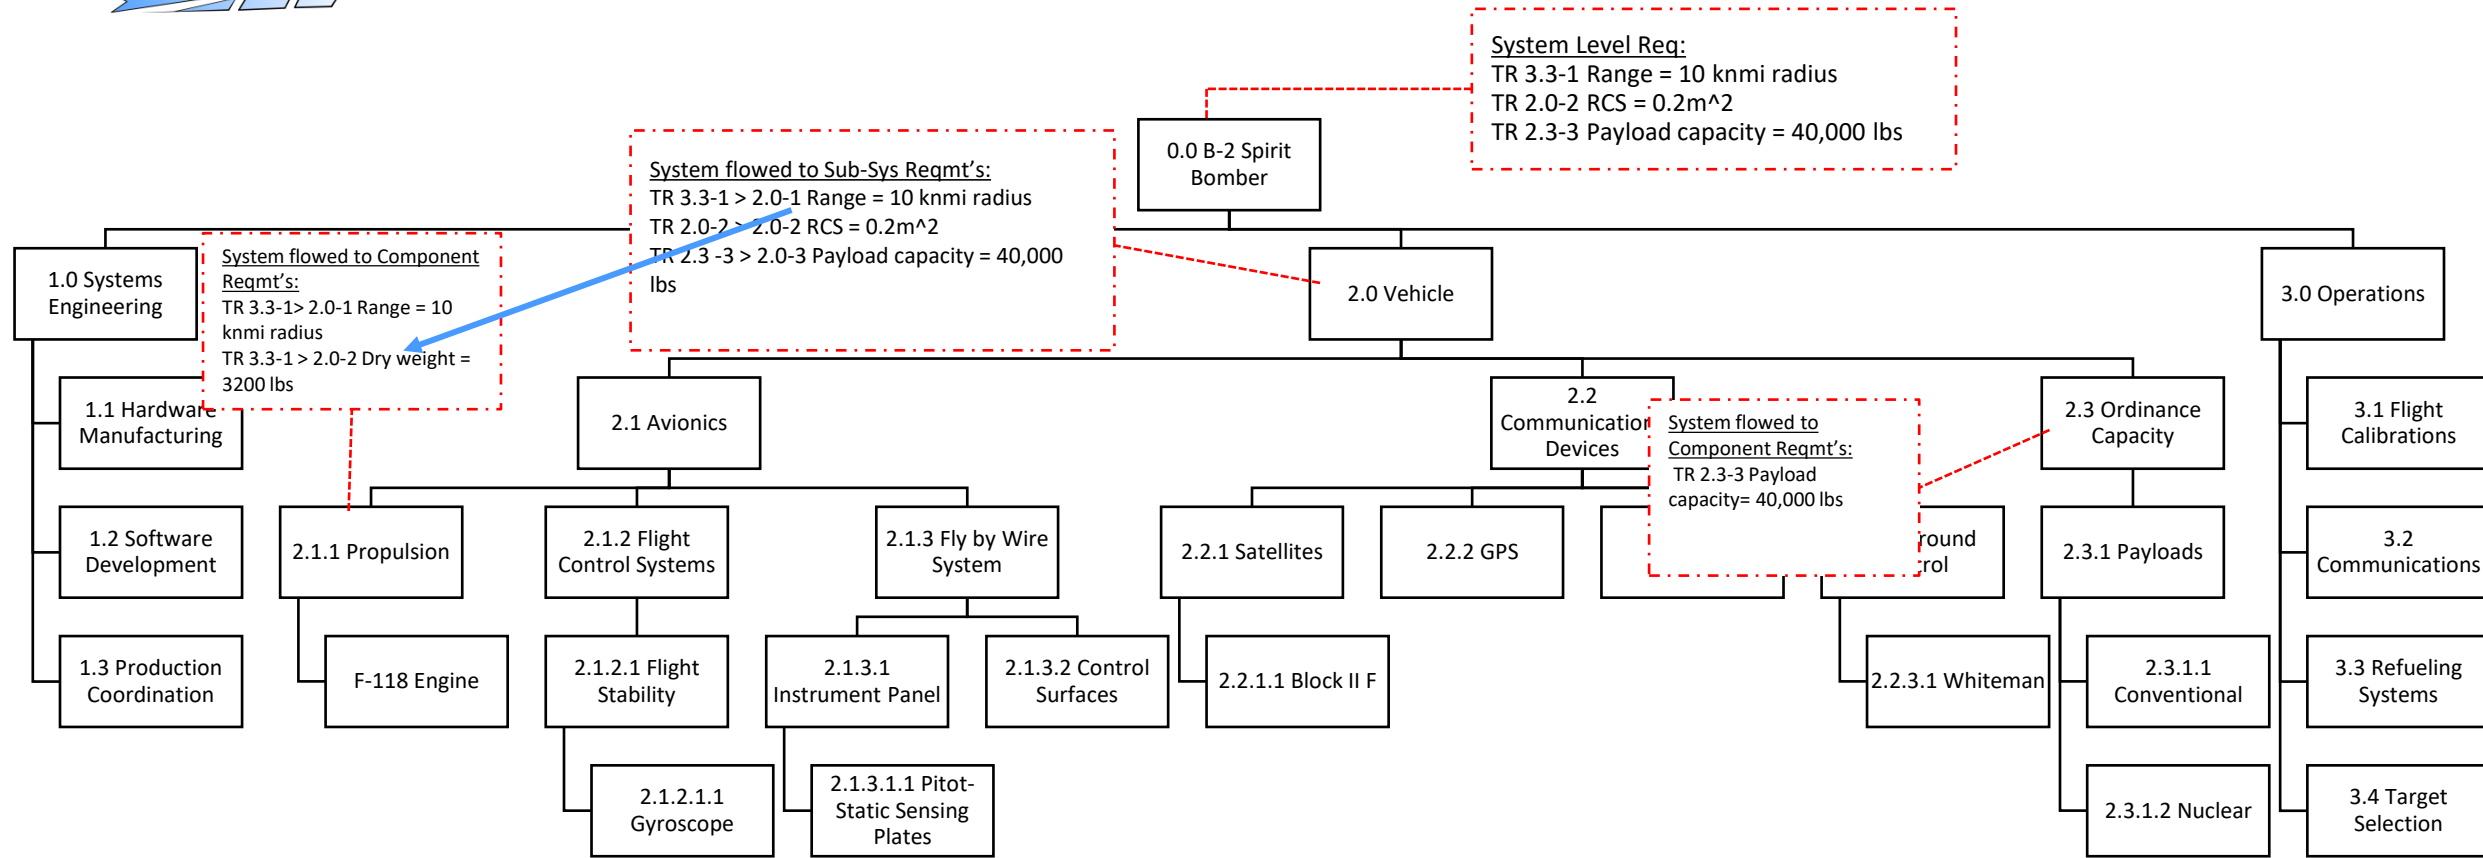 System Level Req:
TR 3.3-1 Range = 10 knmi radius
TR 2.0-2 RCS = 0.2m^2
TR 2.3-3 Payload capacity = 40,000 lbs
0.0 B-2 Spirit
Bomber
System flowed to Sub-Sys Reqmt's:
TR 3.3-1 > 2.0-1 Range = 10 knmi radius
TR 2.0-2 > 2.0-2 RCS = 0.2m^2
TR 2.3 -3 > 2.0-3 Payload capacity = 40,000
lbs
System flowed to Component
Reqmt's:
TR 3.3-1> 2.0-1 Range = 10
knmi radius
TR 3.3-1 > 2.0-2 Dry weight =
3200 lbs
1.0 Systems
Engineering
2.0 Vehicle
3.0 Operations
1.1 Hardware
Manufacturing
2.1 Avionics
2.2
Communication
Devices
System flowed to
Component Reqmt's:
TR 2.3-3 Payload
capacity= 40,000 lbs
2.3 Ordinance
Capacity
3.1 Flight
Calibrations
1.2 Software
Development
2.1.1 Propulsion
2.1.2 Flight
Control Systems
2.1.3 Fly by Wire
System
2.2.1 Satellites
2.2.2 GPS
round
rol
2.3.1 Payloads
3.2
Communications
1.3 Production
Coordination
F-118 Engine
2.1.2.1 Flight
Stability
2.1.3.1
Instrument Panel
2.1.3.2 Control
Surfaces
2.2.1.1 Block II F
2.2.3.1 Whiteman
2.3.1.1
Conventional
3.3 Refueling
Systems
2.1.2.1.1
Gyroscope
2.1.3.1.1 Pitot-
Static Sensing
Plates
2.3.1.2 Nuclear
3.4 Target
Selection